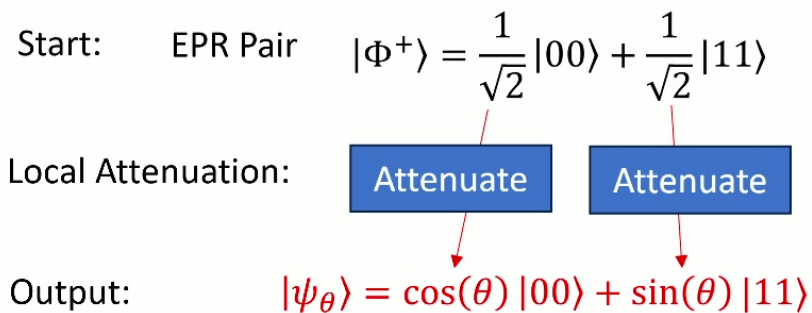 Start: EPR Pair |Φ⁺⟩ = 1/√2 |00⟩ + 1/√2 |11⟩
Local Attenuation: Attenuate Attenuate
Output: |ψ_θ⟩ = cos(θ) |00⟩ + sin(θ) |11⟩